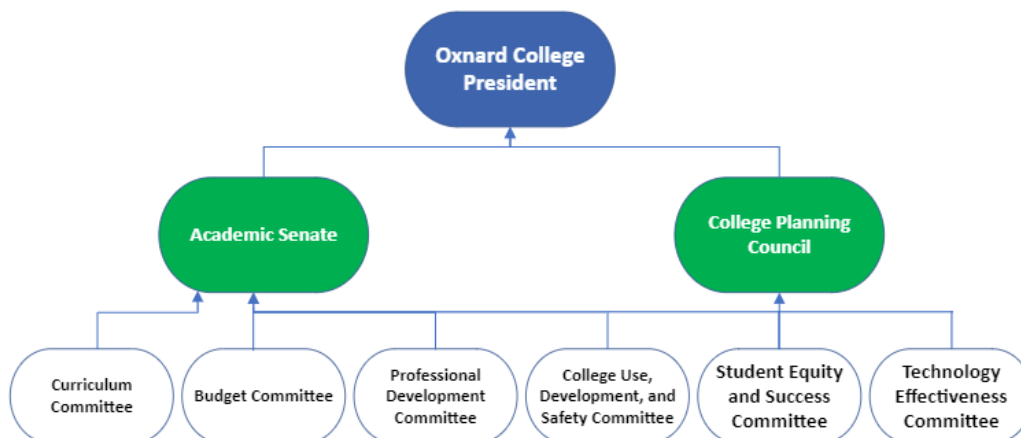 Oxnard College
President
Academic Senate
College Planning
Council
Curriculum
Committee
Budget Committee
Professional
Development
Committee
College Use,
Development, and
Safety Committee
Student Equity
and Success
Committee
Technology
Effectiveness
Committee